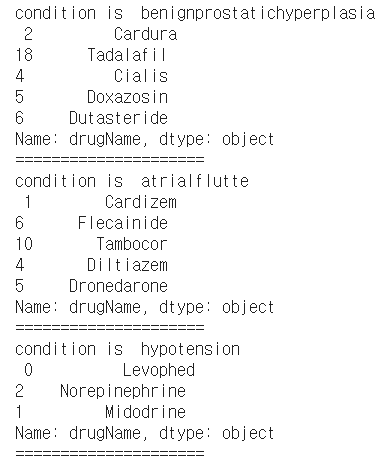 condition is  benignprostatichyperplasia
2         Cardura
18      Tadalafil
4          Cialis
5       Doxazosin
6     Dutasteride
Name: drugName, dtype: object
=====================
condition is  atrialflutte
1        Cardizem
6      Flecainide
10       Tambocor
4       Diltiazem
5      Dronedarone
Name: drugName, dtype: object
=====================
condition is  hypotension
0          Levophed
2    Norepinephrine
1         Midodrine
Name: drugName, dtype: object
=====================